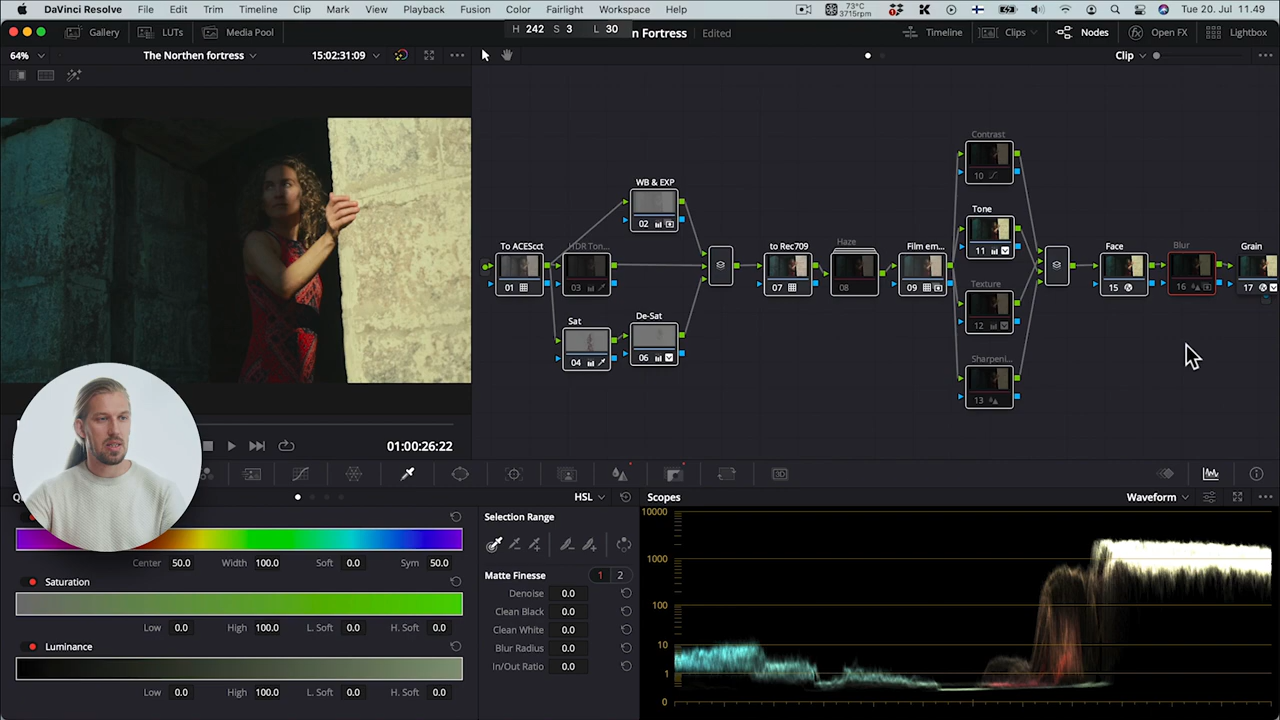 DaVinci Resolve File Edit Trim Timeline Clip Mark View Playback Fusion Color Fairlight Workspace Help 73°C 3715rpm Tue 20. Jul 11.49
Gallery LUTs Media Pool H 242 S 3 L 30 n Fortress Edited Timeline Clips Nodes Open FX Lightbox
64% The Northen fortress 15:02:31:09 Clip
Contrast
10
WB & EXP
02
Tone
11
To ACEScct HDR Ton... to Rec709 Haze Film em... Face Blur Grain
01 03 07 08 09 15 16 17
Texture
12
Sat De-Sat
04 06
Sharpeni...
13
01:00:26:22
3D
HSL Scopes Waveform
Selection Range
Center 50.0 Width 100.0 Soft 0.0 Sym 50.0
Matte Finesse 1 2
Saturation
Denoise 0.0
Clean Black 0.0
Low 0.0 High 100.0 L. Soft 0.0 H. Soft 0.0
Clean White 0.0
Luminance
Blur Radius 0.0
In/Out Ratio 0.0
Low 0.0 High 100.0 L. Soft 0.0 H. Soft 0.0
10000
1000
100
10
1
0